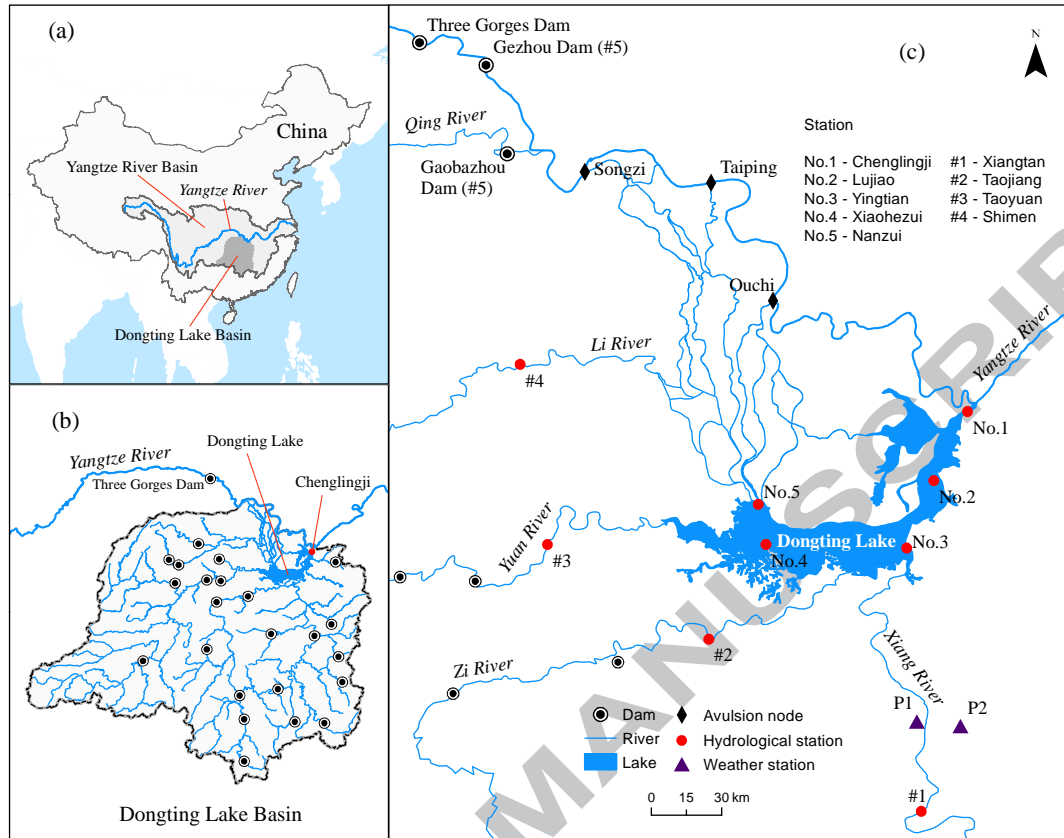 (a)
China
Yangtze River Basin
Yangtze River
Dongting Lake Basin
(b)
Dongting Lake
Yangtze River
Three Gorges Dam
Chenglingji
Dongting Lake Basin
(c)
N
Three Gorges Dam
Gezhou Dam (#5)
Qing River
Gaobazhou
Dam (#5)
Songzi
Taiping
Ouchi
Station
No.1 - Chenglingji #1 - Xiangtan
No.2 - Lujiao #2 - Taojiang
No.3 - Yingtian #3 - Taoyuan
No.4 - Xiaohezui #4 - Shimen
No.5 - Nanzui
Li River
#4
Yangtze River
No.1
No.2
No.5
Dongting Lake
No.3
No.4
Yuan River
#3
#2
Zi River
Xiang River
P1
P2
#1
Dam
River
Lake
Avulsion node
Hydrological station
Weather station
0 15 30 km
MANUSCRIP